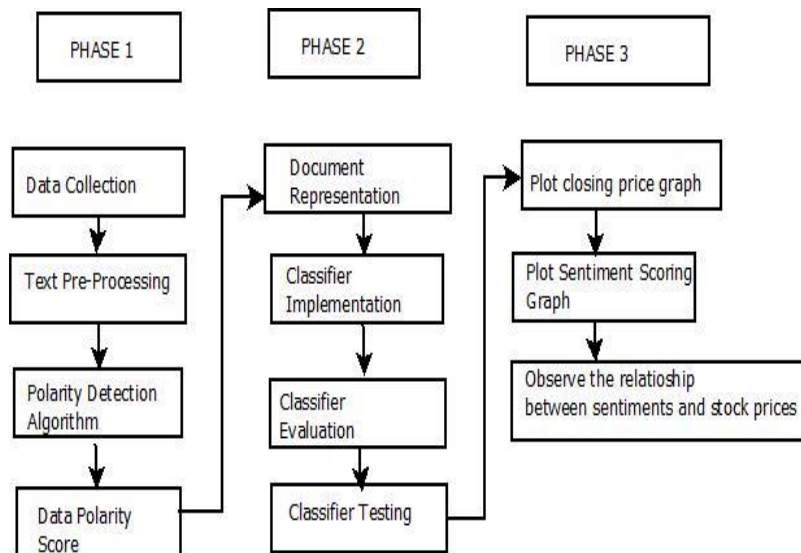 PHASE 1
Data Collection
Text Pre-Processing
Polarity Detection
Algorithm
Data Polarity
Score
PHASE 2
Document
Representation
Classifier
Implementation
Classifier
Evaluation
Classifier Testing
PHASE 3
Plot closing price graph
Plot Sentiment Scoring
Graph
Observe the relatioship
between sentiments and stock prices